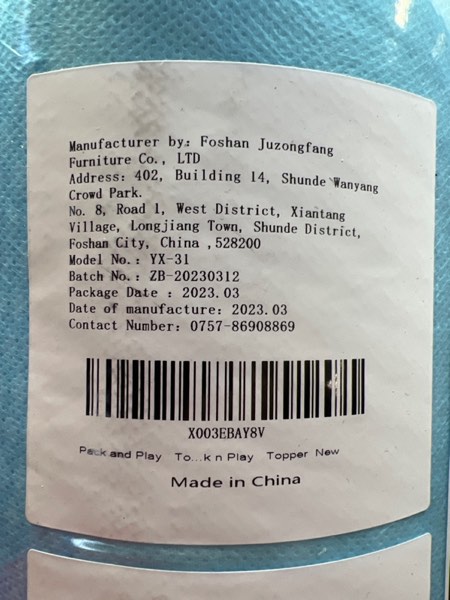 Manufacturer by: Foshan Juzongfang
Furniture Co., LTD
Address: 402, Building 14, Shunde Wanyang
Crowd Park.
No. 8, Road 1, West District, Xiantang
Village, Longjiang Town, Shunde District,
Foshan City, China ,528200
Model No.: YX-31
Batch No.: ZB-20230312
Package Date : 2023.03
Date of manufacture: 2023.03
Contact Number: 0757-86908869
X003EBAY8V
Pack and Play To...k n Play Topper New
Made in China